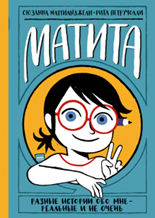 СЮЗАННА МАТТИАНДЖЕЛИ·РИТА ПЕТРУЧЧОЛИ
МАТИТА
РАЗНЫЕ ИСТОРИИ ОБО МНЕ–
РЕАЛЬНЫЕ И НЕ ОЧЕНЬ